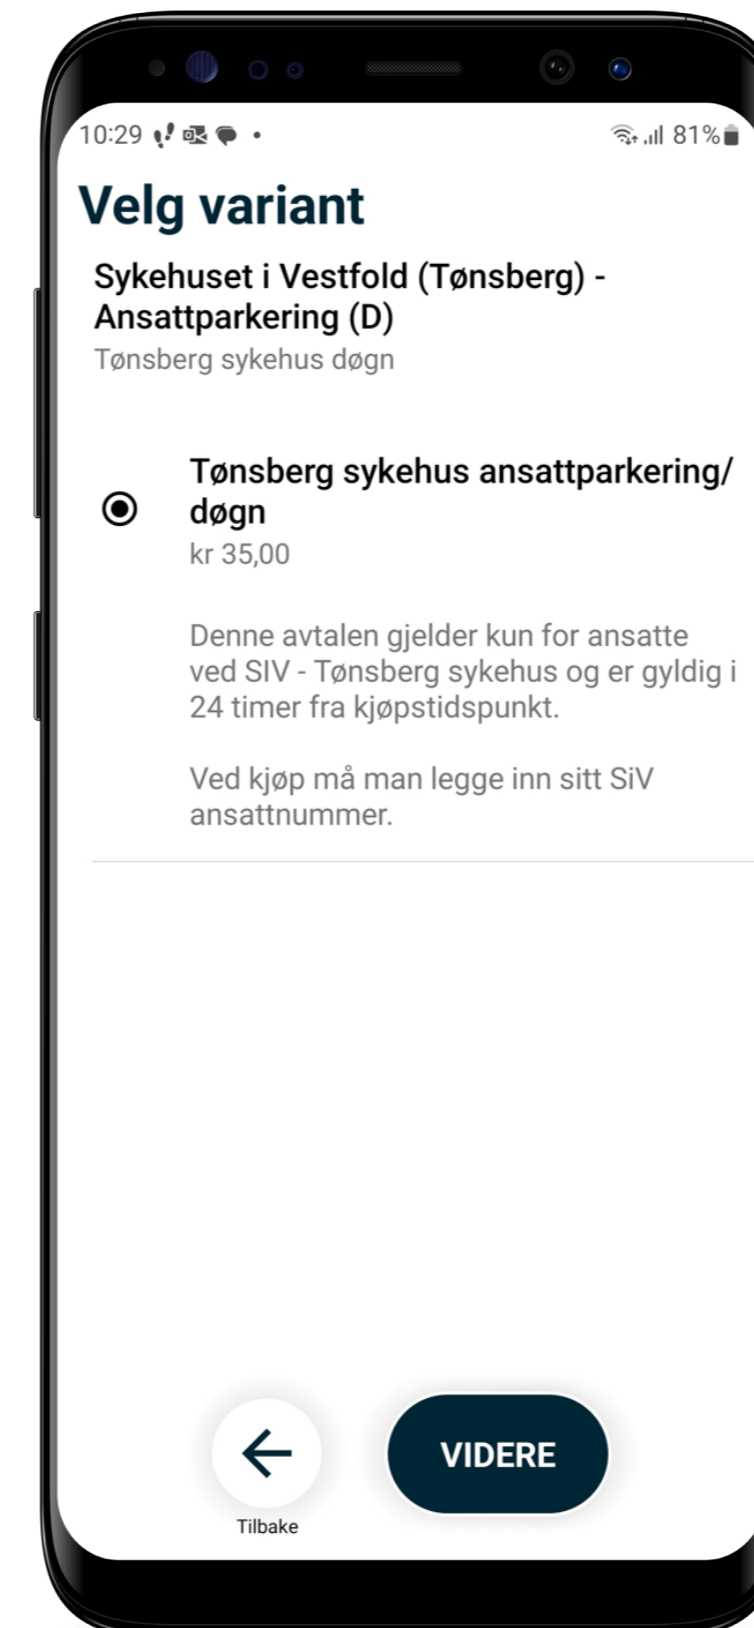 10:29 81%
Velg variant
Sykehuset i Vestfold (Tønsberg) -
Ansattparkering (D)
Tønsberg sykehus døgn
Tønsberg sykehus ansattparkering/
døgn
kr 35,00
Denne avtalen gjelder kun for ansatte
ved SIV - Tønsberg sykehus og er gyldig i
24 timer fra kjøpstidspunkt.
Ved kjøp må man legge inn sitt SiV
ansattnummer.
VIDERE
Tilbake